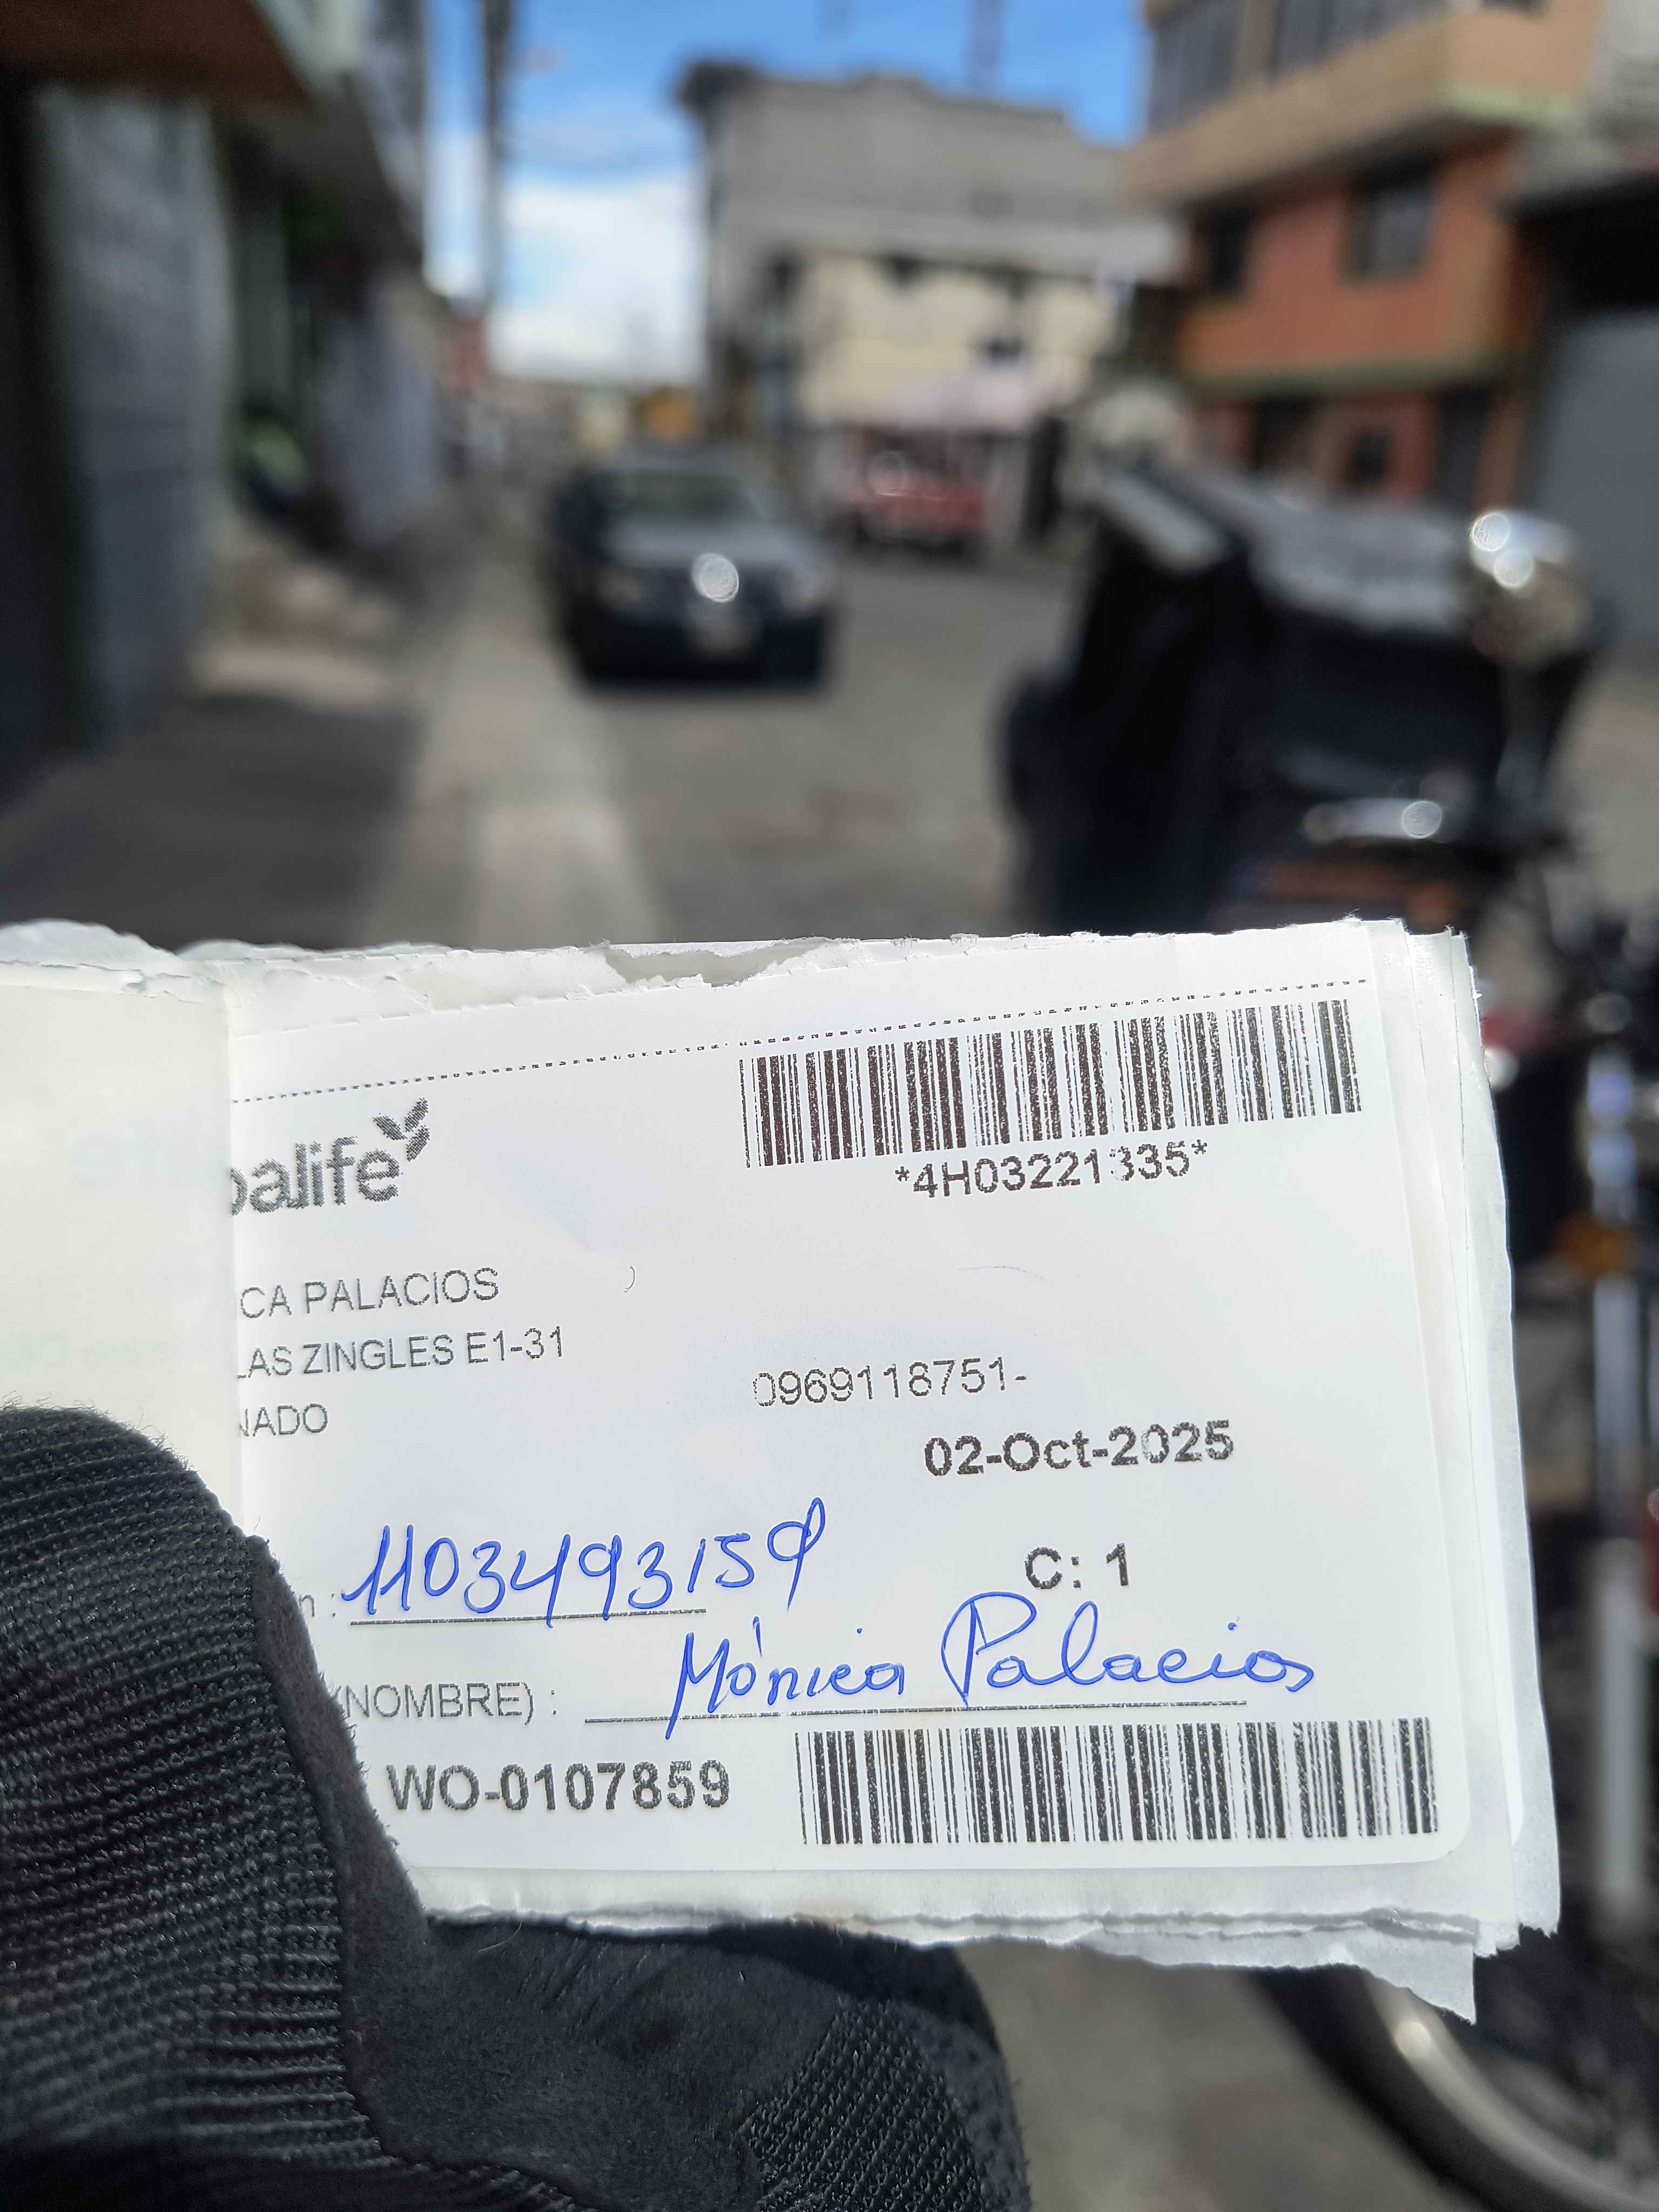 balife
*4H03221335*
CA PALACIOS
LAS ZINGLES E1-31
0969118751-
NADO
02-Oct-2025
n : 1103493159
C: 1
(NOMBRE) : Mónica Palacios
WO-0107859